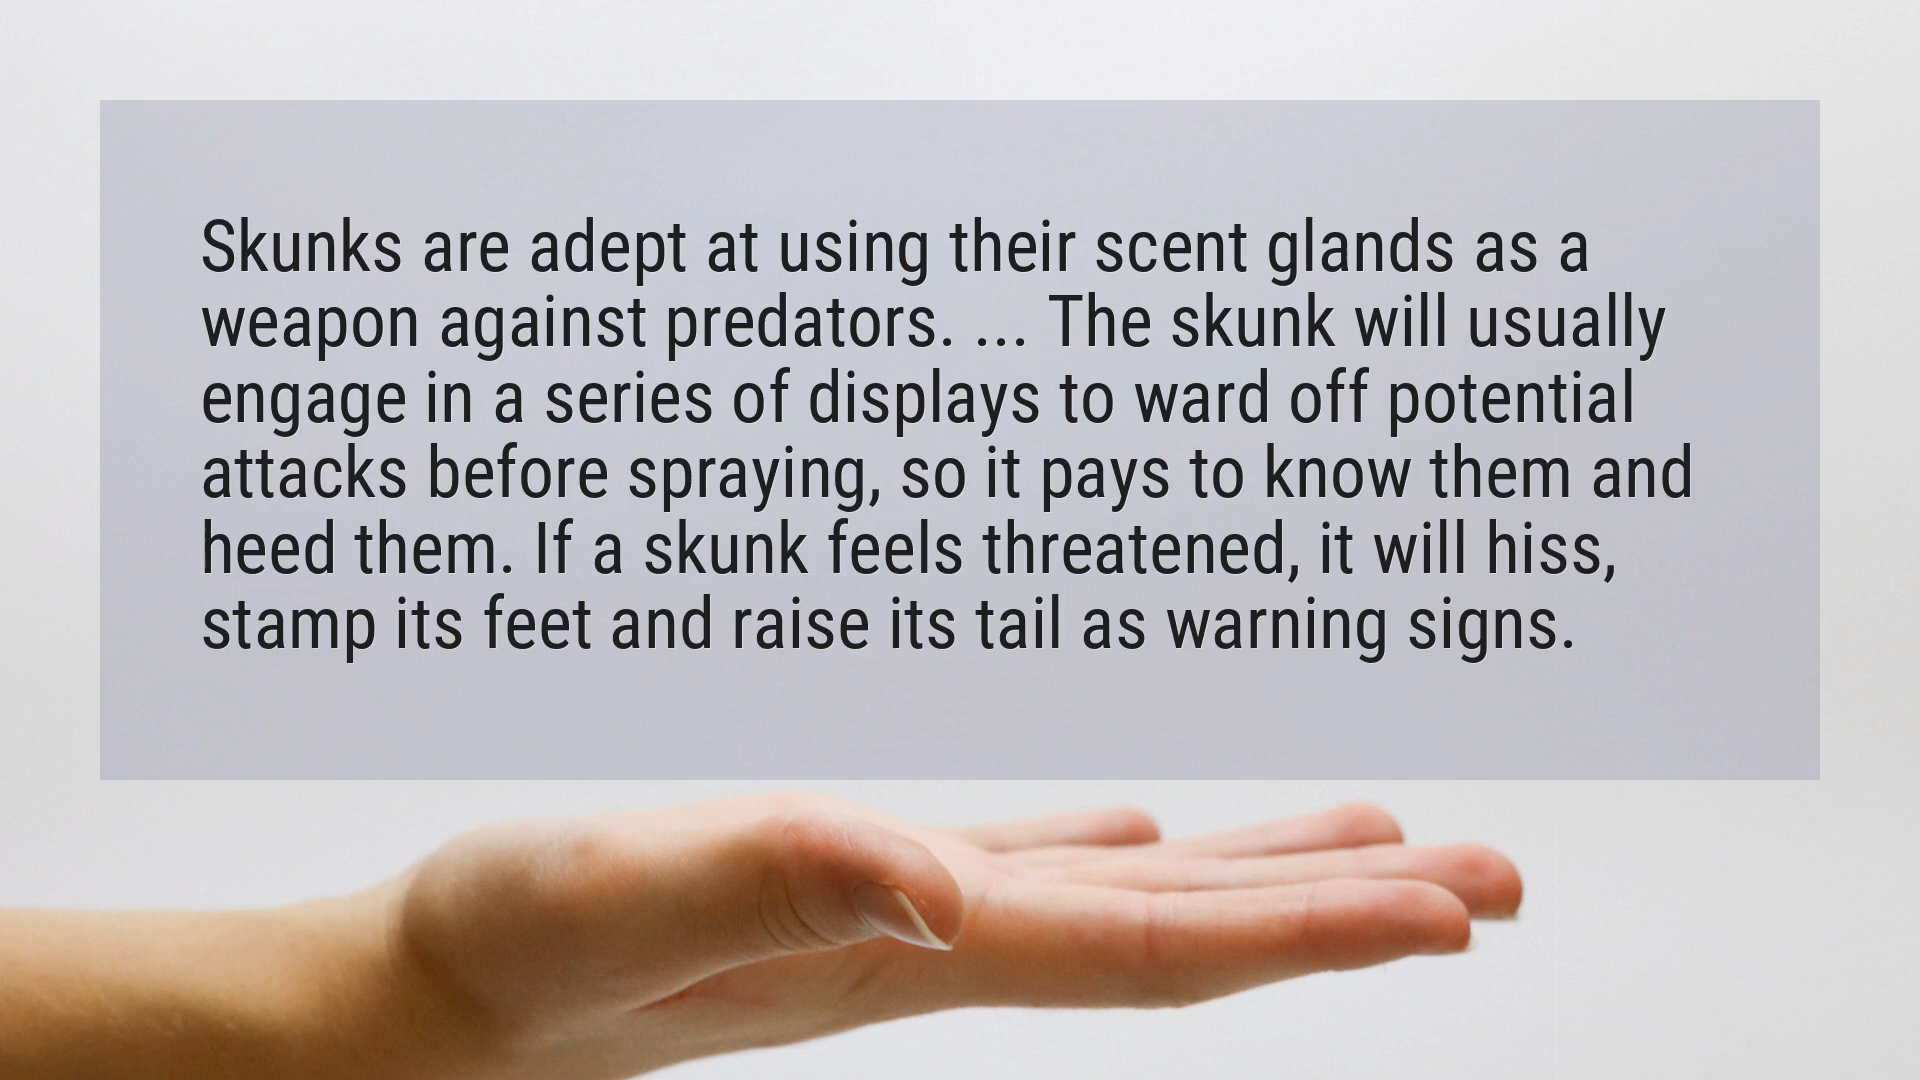 Skunks are adept at using their scent glands as a
weapon against predators. ... The skunk will usually
engage in a series of displays to ward off potential
attacks before spraying, so it pays to know them and
heed them. If a skunk feels threatened, it will hiss,
stamp its feet and raise its tail as warning signs.